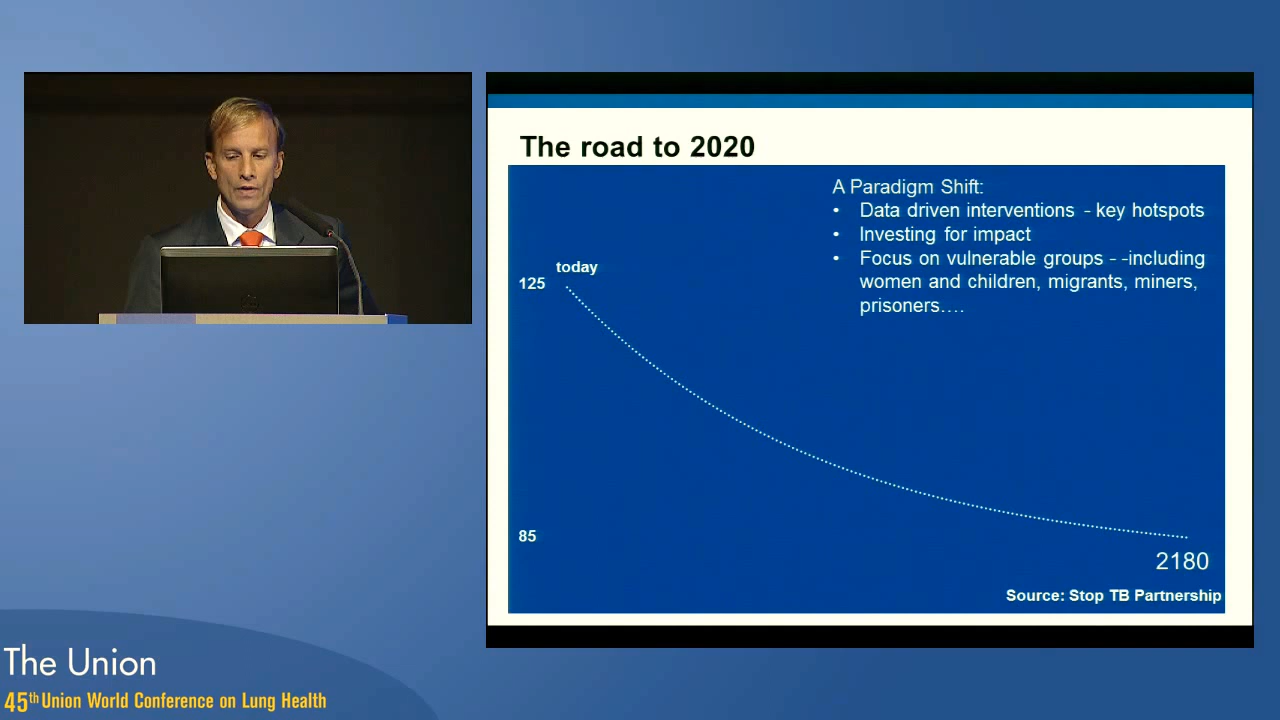 The road to 2020
A Paradigm Shift:
• Data driven interventions - key hotspots
• Investing for impact
• Focus on vulnerable groups - -including
women and children, migrants, miners,
prisoners….
today
125
85
2180
Source: Stop TB Partnership
The Union
45th Union World Conference on Lung Health